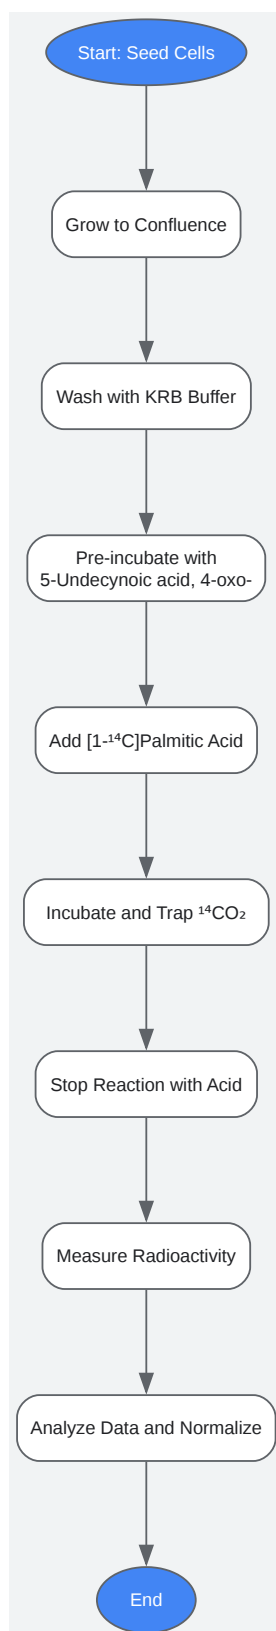 Start: Seed Cells
Grow to Confluence
Wash with KRB Buffer
Pre-incubate with
5-Undecynoic acid, 4-oxo-
Add [1-¹⁴C]Palmitic Acid
Incubate and Trap ¹⁴CO₂
Stop Reaction with Acid
Measure Radioactivity
Analyze Data and Normalize
End